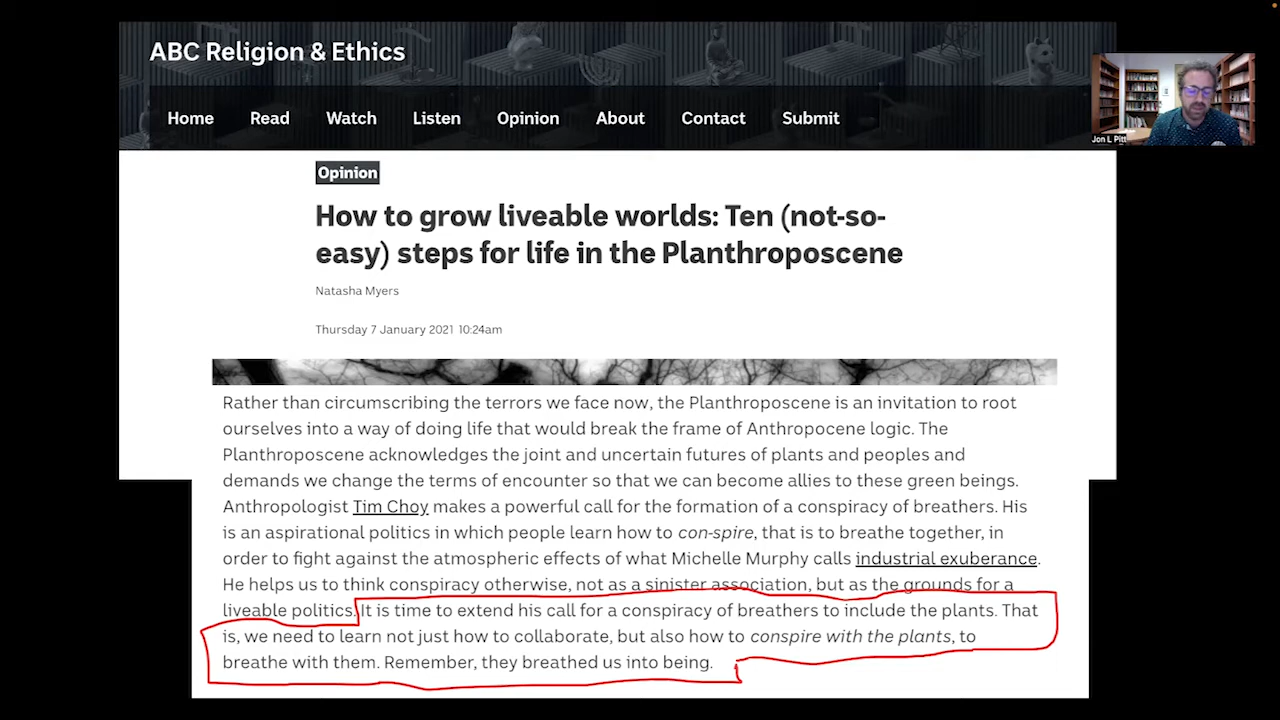 ABC Religion & Ethics
Home Read Watch Listen Opinion About Contact Submit
Jon L Pitt
Opinion
How to grow liveable worlds: Ten (not-so-
easy) steps for life in the Planthroposcene
Natasha Myers
Thursday 7 January 2021 10:24am
Rather than circumscribing the terrors we face now, the Planthroposcene is an invitation to root
ourselves into a way of doing life that would break the frame of Anthropocene logic. The
Planthroposcene acknowledges the joint and uncertain futures of plants and peoples and
demands we change the terms of encounter so that we can become allies to these green beings.
Anthropologist Tim Choy makes a powerful call for the formation of a conspiracy of breathers. His
is an aspirational politics in which people learn how to con-spire, that is to breathe together, in
order to fight against the atmospheric effects of what Michelle Murphy calls industrial exuberance.
He helps us to think conspiracy otherwise, not as a sinister association, but as the grounds for a
liveable politics. It is time to extend his call for a conspiracy of breathers to include the plants. That
is, we need to learn not just how to collaborate, but also how to conspire with the plants, to
breathe with them. Remember, they breathed us into being.